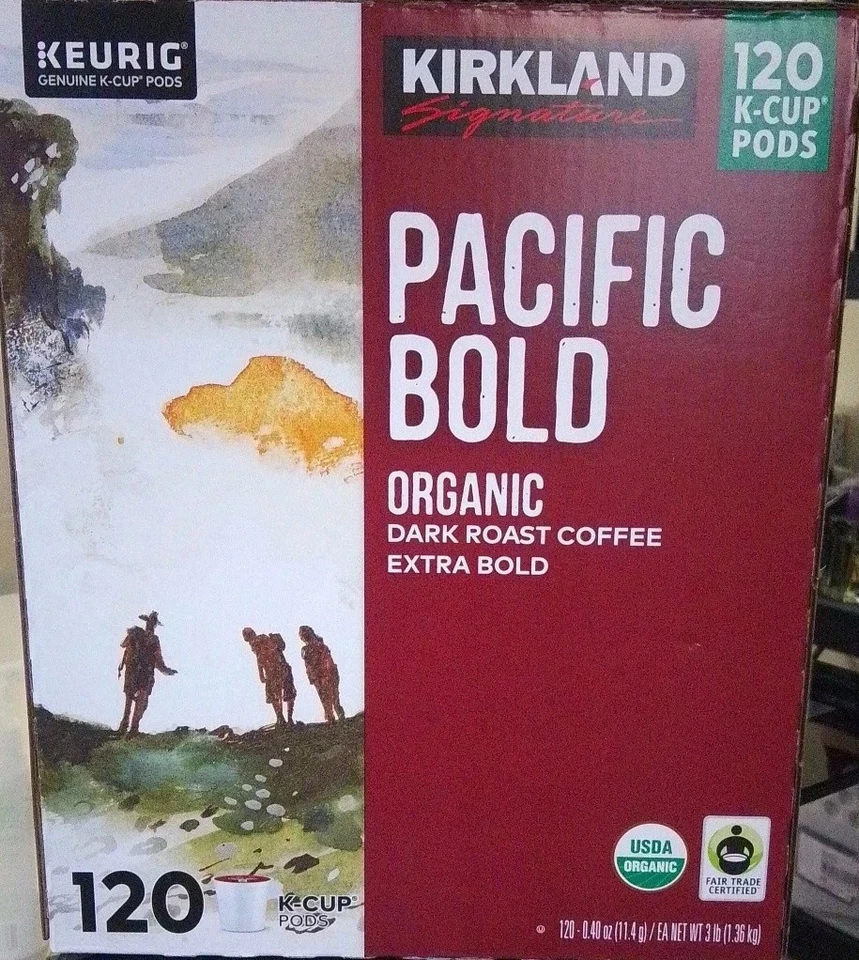 KEURIG®
GENUINE K-CUP® PODS
KIRKLAND
Signature
120
K-CUP®
PODS
PACIFIC
BOLD
ORGANIC
DARK ROAST COFFEE
EXTRA BOLD
USDA
ORGANIC
FAIR TRADE
CERTIFIED™
120
K-CUP®
PODS
120 - 0.40 oz (11.4 g) / EA NET WT 3 lb (1.36 kg)